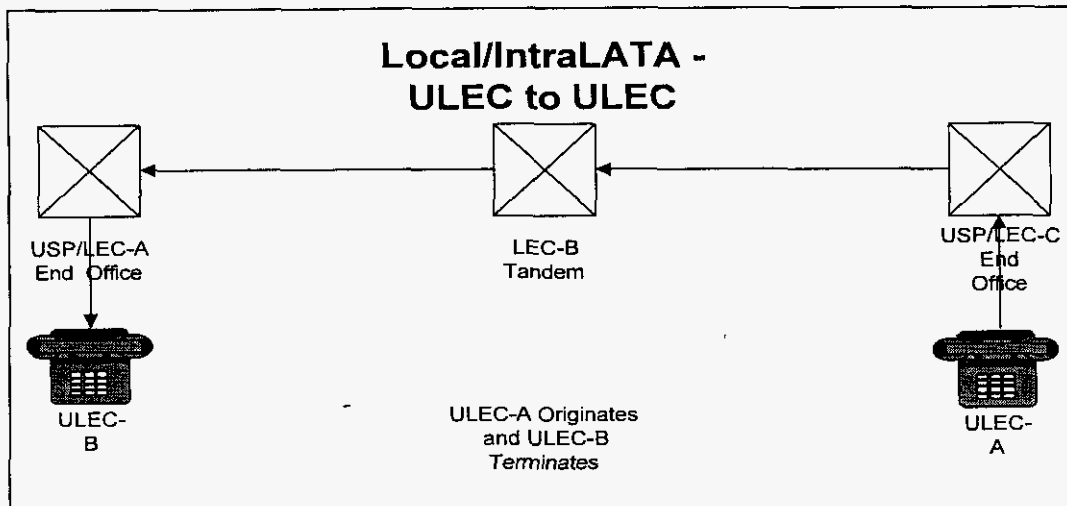 Local/IntraLATA -
ULEC to ULEC
USP/LEC-A
End Office
LEC-B
Tandem
USP/LEC-C
End
Office
ULEC-
B
ULEC-A Originates
and ULEC-B
Terminates
ULEC-
A